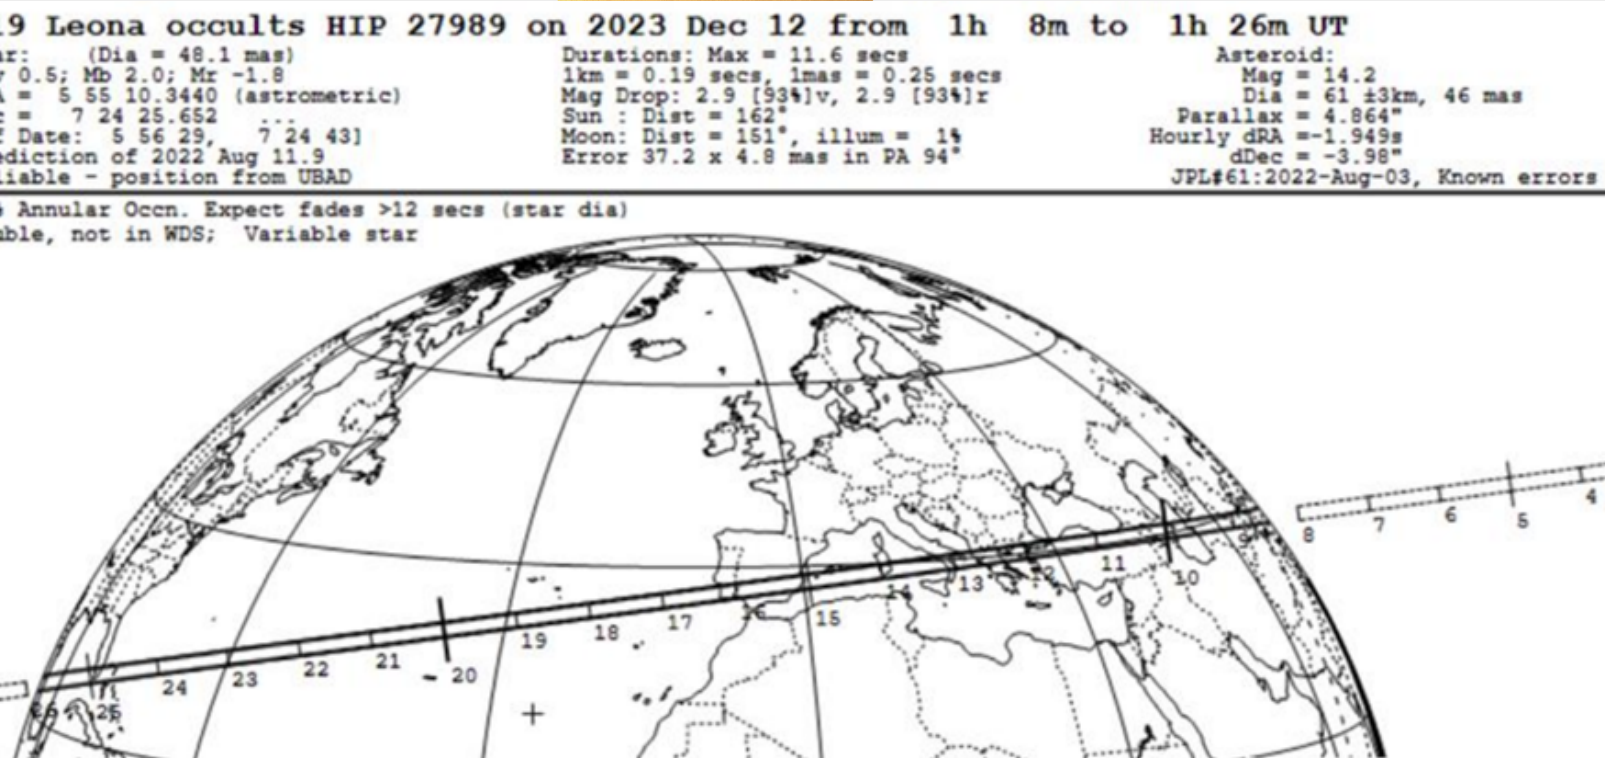 19 Leona occults HIP 27989 on 2023 Dec 12 from 1h 8m to 1h 26m UT
ar: (Dia = 48.1 mas)
v 0.5; Mb 2.0; Mr -1.8
A = 5 55 10.3440 (astrometric)
c = 7 24 25.652 ...
f Date: 5 56 29, 7 24 43]
ediction of 2022 Aug 11.9
liable - position from UBAD
Durations: Max = 11.6 secs
1km = 0.19 secs, 1mas = 0.25 secs
Mag Drop: 2.9 [93%]v, 2.9 [93%]r
Sun : Dist = 162°
Moon: Dist = 151°, illum = 1%
Error 37.2 x 4.8 mas in PA 94°
Asteroid:
Mag = 14.2
Dia = 61 ±3km, 46 mas
Parallax = 4.864"
Hourly dRA =-1.949s
dDec = -3.98"
JPL#61:2022-Aug-03, Known errors
Annular Occn. Expect fades >12 secs (star dia)
uble, not in WDS; Variable star
4
5
6
7
8
9
10
11
12
13
14
15
17
18
19
20
21
22
23
24
25